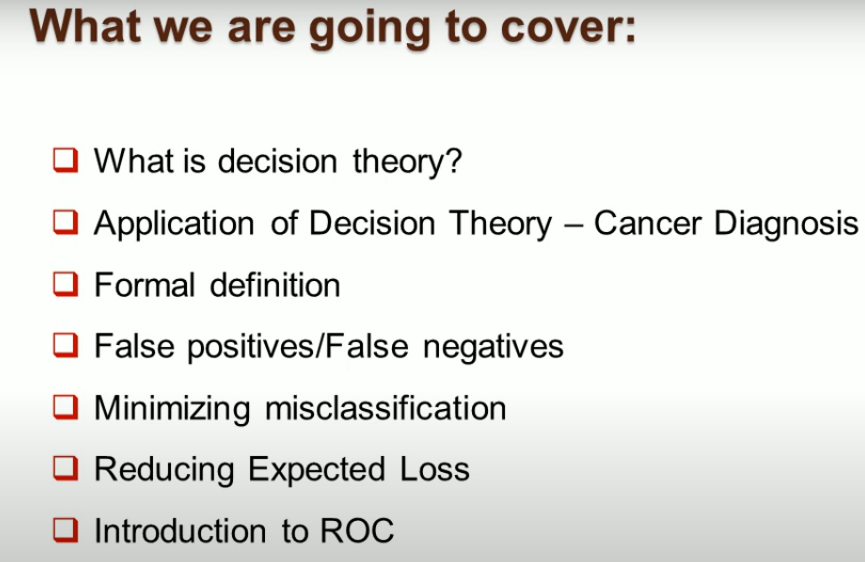 What we are going to cover:
What is decision theory?
Application of Decision Theory – Cancer Diagnosis
Formal definition
False positives/False negatives
Minimizing misclassification
Reducing Expected Loss
Introduction to ROC